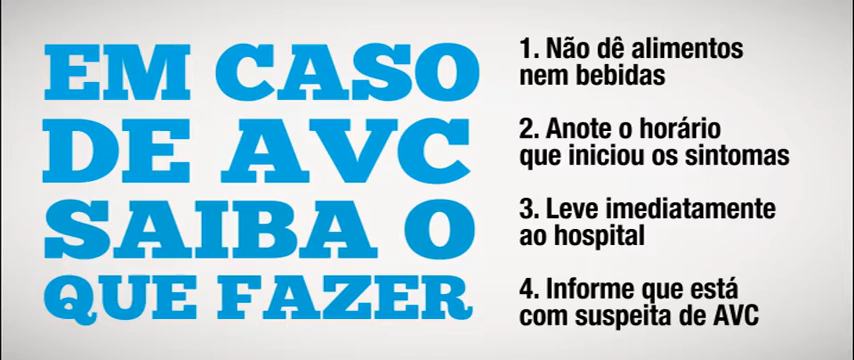 EM CASO
DE AVC
SAIBA O
QUE FAZER
1. Não dê alimentos
nem bebidas
2. Anote o horário
que iniciou os sintomas
3. Leve imediatamente
ao hospital
4. Informe que está
com suspeita de AVC